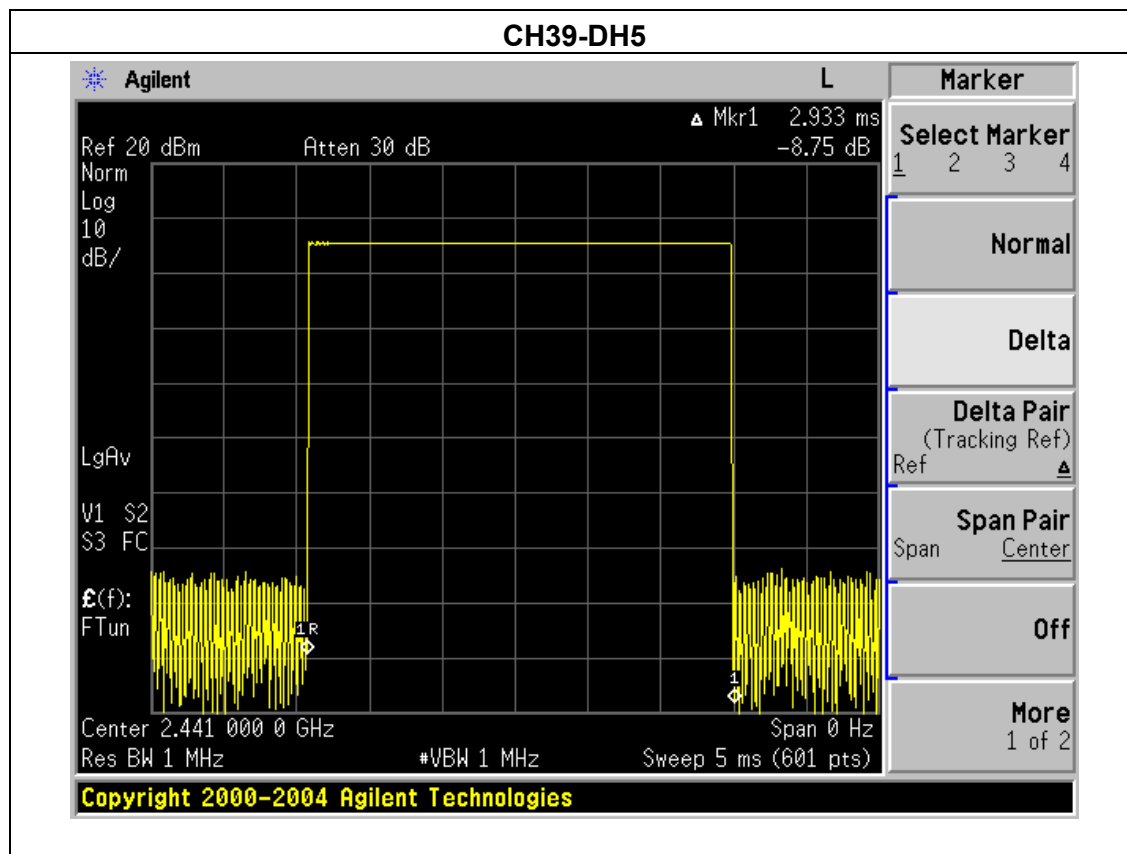 CH39-DH5
Agilent
L
Marker
Δ Mkr1 2.933 ms
Ref 20 dBm Atten 30 dB -8.75 dB
Norm
Log
10
dB/
LgAv
V1 S2
S3 FC
£(f):
FTun
1R
1
Center 2.441 000 0 GHz Span 0 Hz
Res BW 1 MHz #VBW 1 MHz Sweep 5 ms (601 pts)
Select Marker
1 2 3 4
Normal
Delta
Delta Pair
(Tracking Ref)
Ref Δ
Span Pair
Span Center
Off
More
1 of 2
Copyright 2000-2004 Agilent Technologies